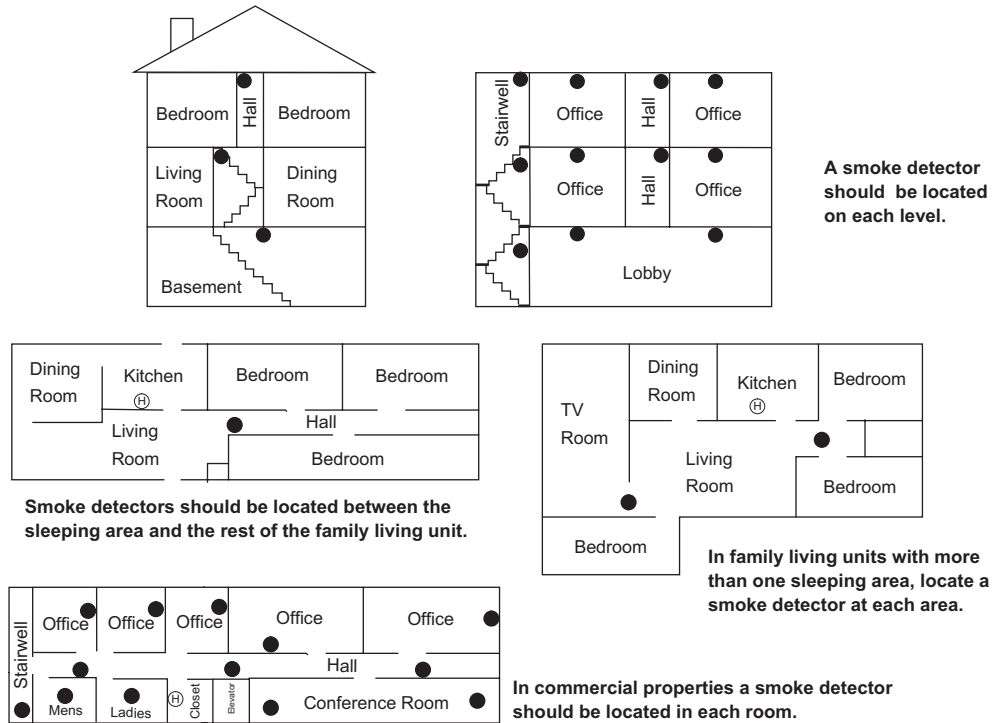 Bedroom
Hall
Bedroom
Living
Room
Dining
Room
Basement
Stairwell
Office
Hall
Office
Office
Hall
Office
Lobby
A smoke detector
should be located
on each level.
Dining
Room
Kitchen
H
Bedroom
Bedroom
Living
Room
Hall
Bedroom
Smoke detectors should be located between the
sleeping area and the rest of the family living unit.
TV
Room
Dining
Room
Kitchen
H
Bedroom
Living
Room
Bedroom
Bedroom
In family living units with more
than one sleeping area, locate a
smoke detector at each area.
Stairwell
Office
Office
Office
Office
Office
Hall
Mens
Ladies
H
Closet
Elevator
Conference Room
In commercial properties a smoke detector
should be located in each room.